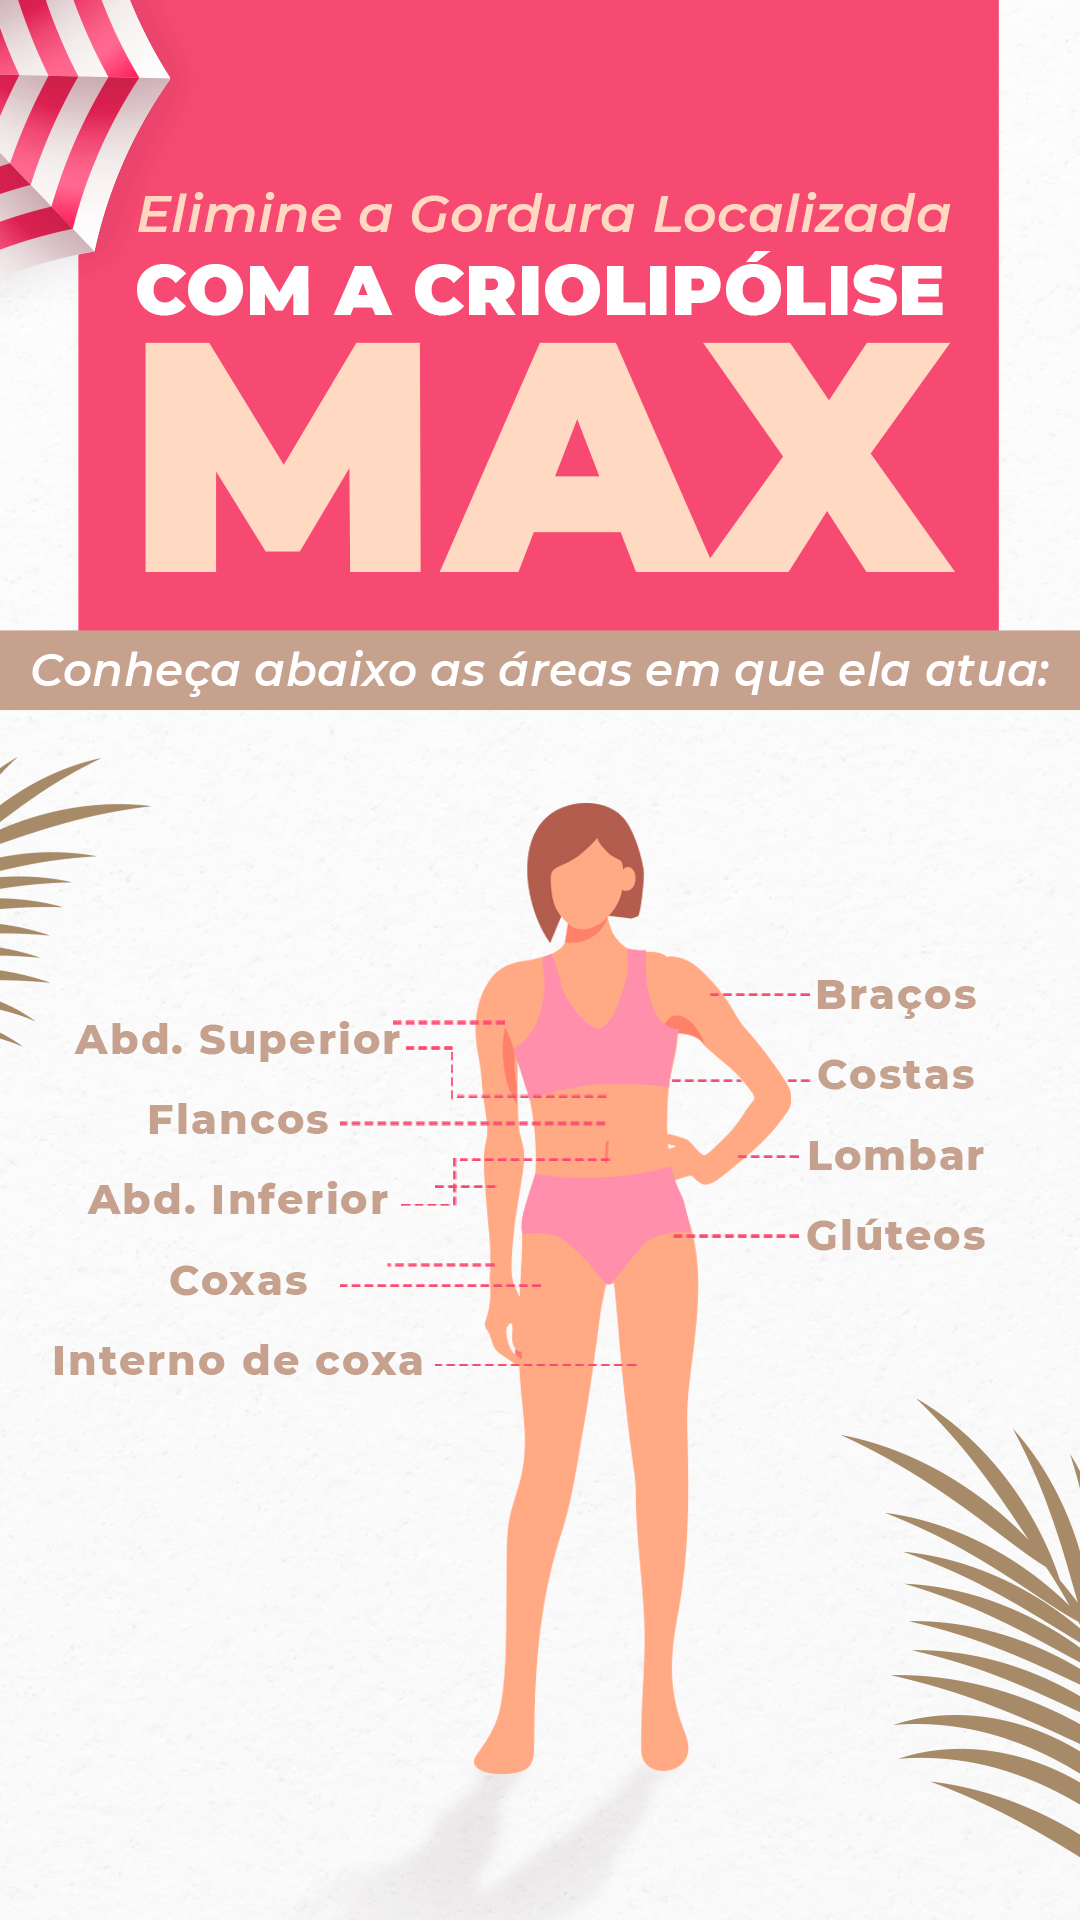 Elimine a Gordura Localizada
COM A CRIOLIPÓLISE
MAX
Conheça abaixo as áreas em que ela atua:
Abd. Superior
Flancos
Abd. Inferior
Coxas
Interno de coxa
Braços
Costas
Lombar
Glúteos